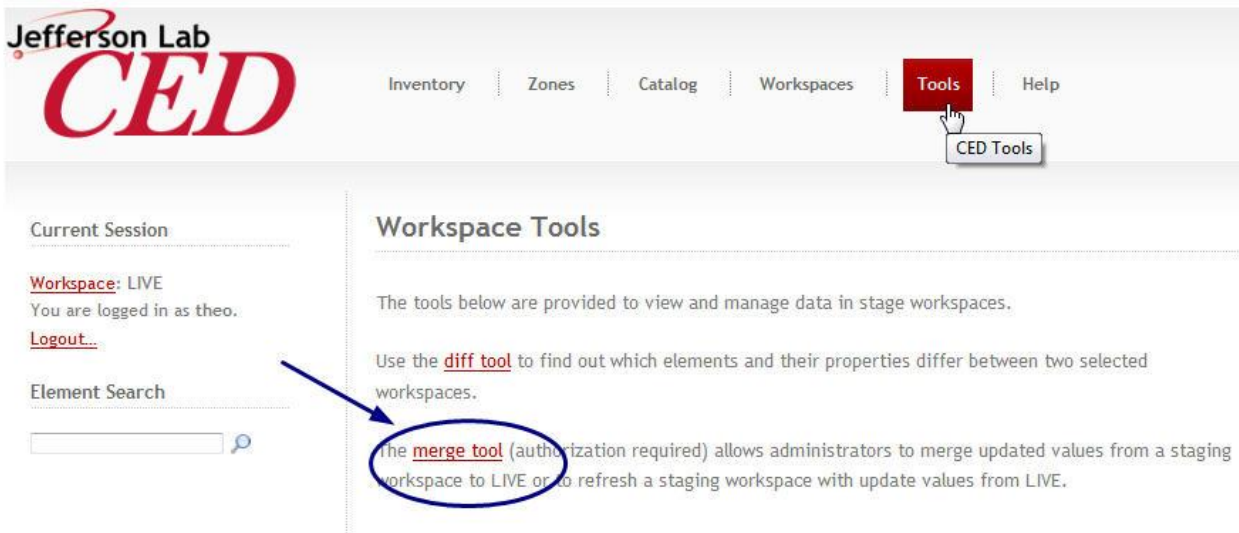 Jefferson Lab
CED
Inventory Zones Catalog Workspaces Tools Help
CED Tools
Current Session
Workspace: LIVE
You are logged in as theo.
Logout...
Element Search
Workspace Tools
The tools below are provided to view and manage data in stage workspaces.
Use the diff tool to find out which elements and their properties differ between two selected
workspaces.
The merge tool (authorization required) allows administrators to merge updated values from a staging
workspace to LIVE or to refresh a staging workspace with update values from LIVE.